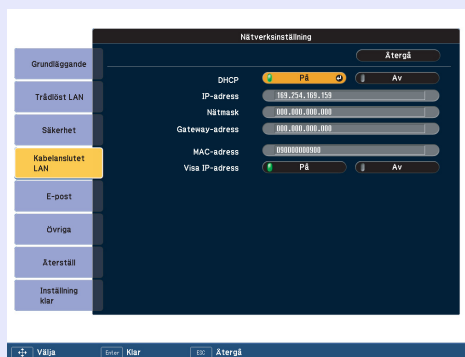 Nätverksinställning
Återgå
Grundläggande
Trådlöst LAN
Säkerhet
Kabelanslutet LAN
E-post
Övriga
Återställ
Inställning klar
DHCP På Av
IP-adress 169.254.169.159
Nätmask 000.000.000.000
Gateway-adress 000.000.000.000
MAC-adress 090000000900
Visa IP-adress På Av
Välja Enter Klar ESC Återgå